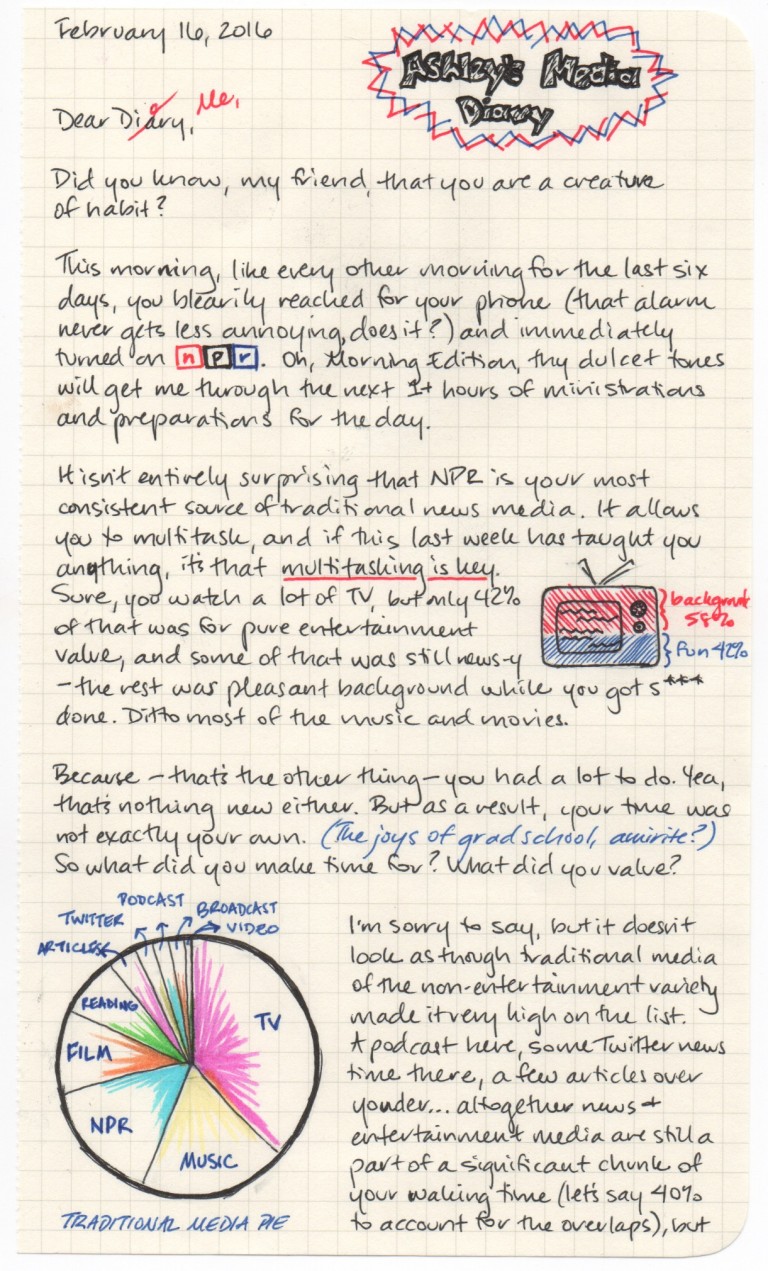 February 16, 2016
Ashley's Media
Diary
Dear Diary, Me,
Did you know, my friend, that you are a creature
of habit?
This morning, like every other morning for the last six
days, you blearily reached for your phone (that alarm
never gets less annoying, does it?) and immediately
turned on npr. Oh, Morning Edition, thy dulcet tones
will get me through the next 1+ hours of ministrations
and preparations for the day.
It isn't entirely surprising that NPR is your most
consistent source of traditional news media. It allows
you to multitask, and if this last week has taught you
anything, it's that multitasking is key.
Sure, you watch a lot of TV, but only 42%
of that was for pure entertainment
value, and some of that was still news-y
- the rest was pleasant background while you got s***
done. Ditto most of the music and movies.
background
58%
fun 42%
Because - that's the other thing - you had a lot to do. Yea,
that's nothing new either. But as a result, your time was
not exactly your own. (The joys of grad school, amirite?)
So what did you make time for? What did you value?
PODCAST
BROADCAST
TWITTER
VIDEO
ARTICLES
READING
TV
FILM
NPR
MUSIC
TRADITIONAL MEDIA PIE
I'm sorry to say, but it doesn't
look as though traditional media
of the non-entertainment variety
made it very high on the list.
A podcast here, some Twitter news
time there, a few articles over
yonder... altogether news +
entertainment media are still a
part of a significant chunk of
your waking time (let's say 40%
to account for the overlaps), but